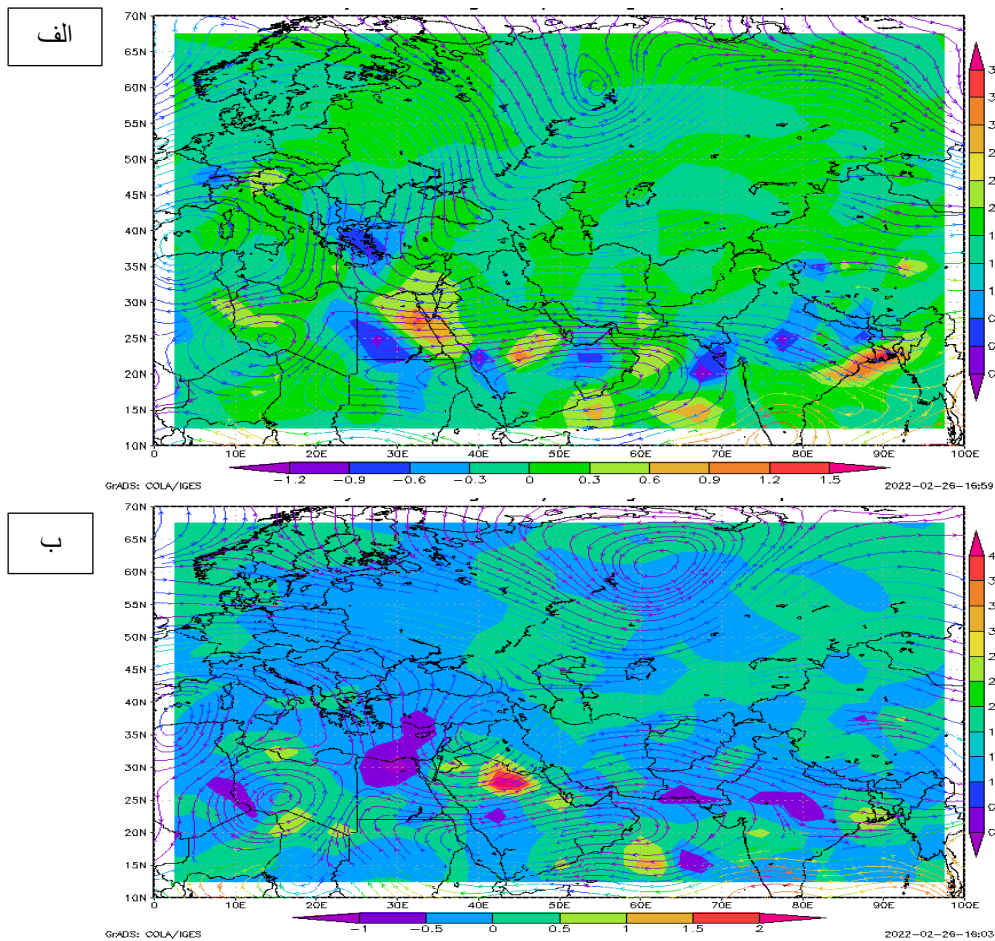 الف
70N
65N
60N
55N
50N
45N
40N
35N
30N
25N
20N
15N
10N
0 10E 20E 30E 40E 50E 60E 70E 80E 90E 100E
-1.2 -0.9 -0.6 -0.3 0 0.3 0.6 0.9 1.2 1.5
GrADS: COLA/IGES 2022-02-26-16:59
ب
70N
65N
60N
55N
50N
45N
40N
35N
30N
25N
20N
15N
10N
0 10E 20E 30E 40E 50E 60E 70E 80E 90E 100E
-1 -0.5 0 0.5 1 1.5 2
GrADS: COLA/IGES 2022-02-26-16:03